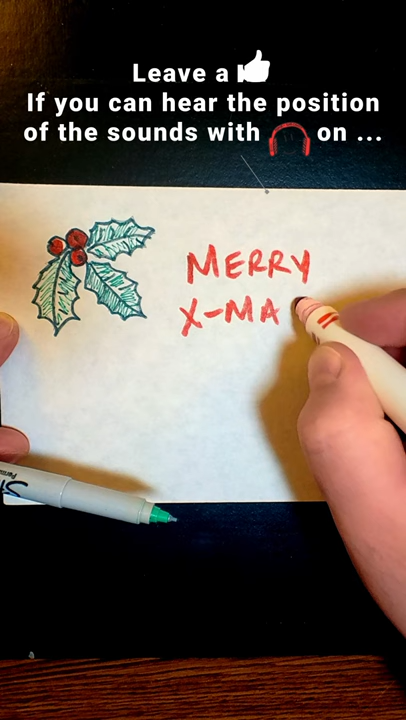 Leave a
If you can hear the position
of the sounds with on ...
MERRY
X-MA